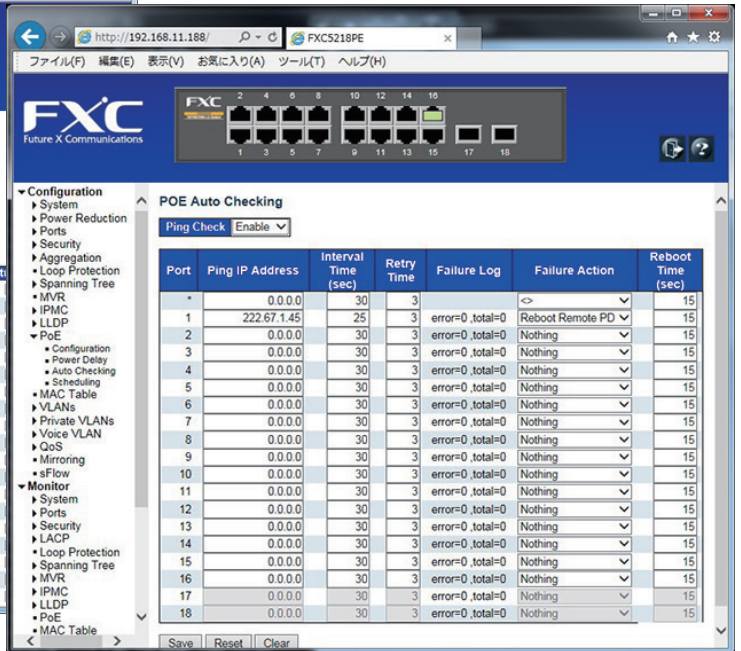 http://192.168.11.188/
FXC5218PE
ファイル(F) 編集(E) 表示(V) お気に入り(A) ツール(T) ヘルプ(H)
FXC
Future X Communications
FXC
2 4 6 8 10 12 14 16
1 3 5 7 9 11 13 15 17 18
Configuration
System
Power Reduction
Ports
Security
Aggregation
Loop Protection
Spanning Tree
MVR
IPMC
LLDP
PoE
Configuration
Power Delay
Auto Checking
Scheduling
MAC Table
VLANs
Private VLANs
Voice VLAN
QoS
Mirroring
sFlow
Monitor
System
Ports
Security
LACP
Loop Protection
Spanning Tree
MVR
IPMC
LLDP
PoE
MAC Table
POE Auto Checking
Ping Check Enable
Port Ping IP Address Interval Time (sec) Retry Time Failure Log Failure Action Reboot Time (sec)
* 0.0.0.0 30 3 <> 15
1 222.67.1.45 25 3 error=0 ,total=0 Reboot Remote PD 15
2 0.0.0.0 30 3 error=0 ,total=0 Nothing 15
3 0.0.0.0 30 3 error=0 ,total=0 Nothing 15
4 0.0.0.0 30 3 error=0 ,total=0 Nothing 15
5 0.0.0.0 30 3 error=0 ,total=0 Nothing 15
6 0.0.0.0 30 3 error=0 ,total=0 Nothing 15
7 0.0.0.0 30 3 error=0 ,total=0 Nothing 15
8 0.0.0.0 30 3 error=0 ,total=0 Nothing 15
9 0.0.0.0 30 3 error=0 ,total=0 Nothing 15
10 0.0.0.0 30 3 error=0 ,total=0 Nothing 15
11 0.0.0.0 30 3 error=0 ,total=0 Nothing 15
12 0.0.0.0 30 3 error=0 ,total=0 Nothing 15
13 0.0.0.0 30 3 error=0 ,total=0 Nothing 15
14 0.0.0.0 30 3 error=0 ,total=0 Nothing 15
15 0.0.0.0 30 3 error=0 ,total=0 Nothing 15
16 0.0.0.0 30 3 error=0 ,total=0 Nothing 15
17 0.0.0.0 30 3 error=0 ,total=0 Nothing 15
18 0.0.0.0 30 3 error=0 ,total=0 Nothing 15
Save Reset Clear